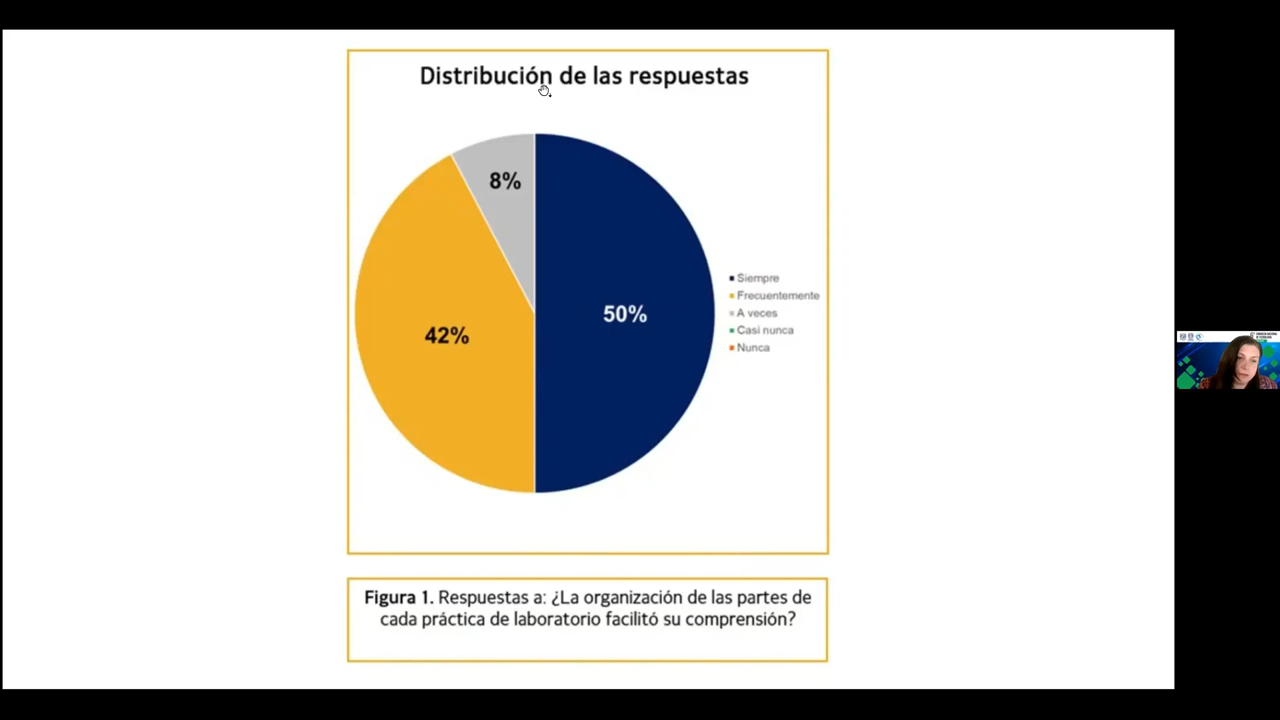 Distribución de las respuestas
8%
50%
42%
Siempre
Frecuentemente
A veces
Casi nunca
Nunca
Figura 1. Respuestas a: ¿La organización de las partes de
cada práctica de laboratorio facilitó su comprensión?